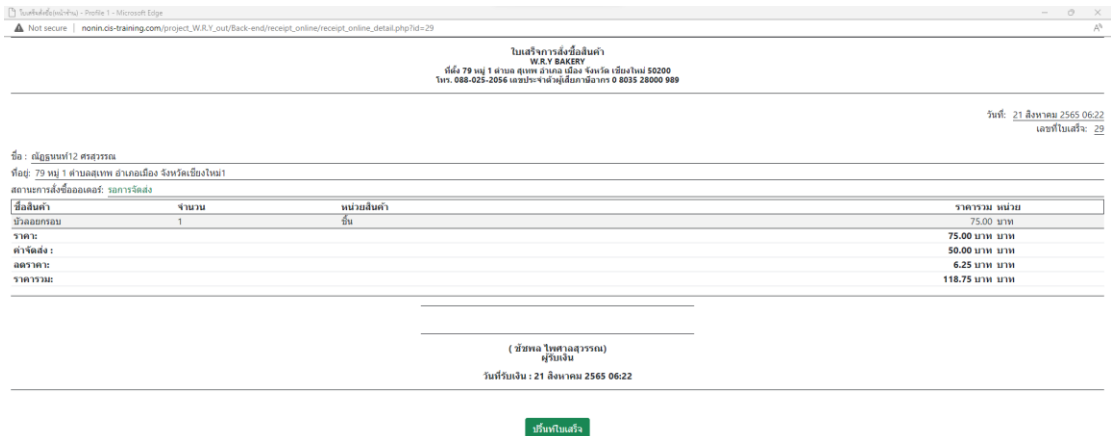 ใบเสร็จสั่งซื้อ(หน้าร้าน) - Profile 1 - Microsoft Edge
Not secure | nonin.cis-training.com/project_W.R.Y_out/Back-end/receipt_online/receipt_online_detail.php?id=29
ใบเสร็จการสั่งซื้อสินค้า
W.R.Y BAKERY
ที่ตั้ง 79 หมู่ 1 ตำบล สุเทพ อำเภอ เมือง จังหวัด เชียงใหม่ 50200
โทร. 088-025-2056 เลขประจำตัวผู้เสียภาษีอากร 0 8035 28000 989
วันที่: 21 สิงหาคม 2565 06:22
เลขที่ใบเสร็จ: 29
ชื่อ : ณัฏฐนนท์12 ศรสุวรรณ
ที่อยู่: 79 หมู่ 1 ตำบลสุเทพ อำเภอเมือง จังหวัดเชียงใหม่1
สถานะการสั่งซื้อออเดอร์: รอการจัดส่ง
ชื่อสินค้า จำนวน หน่วยสินค้า ราคารวม หน่วย
บัวลอยกรอบ 1 ชิ้น 75.00 บาท
ราคา: 75.00 บาท บาท
ค่าจัดส่ง : 50.00 บาท บาท
ลดราคา: 6.25 บาท บาท
ราคารวม: 118.75 บาท บาท
( ชัชพล ไพศาลสุวรรณ)
ผู้รับเงิน
วันที่รับเงิน : 21 สิงหาคม 2565 06:22
ปริ้นท์ใบเสร็จ